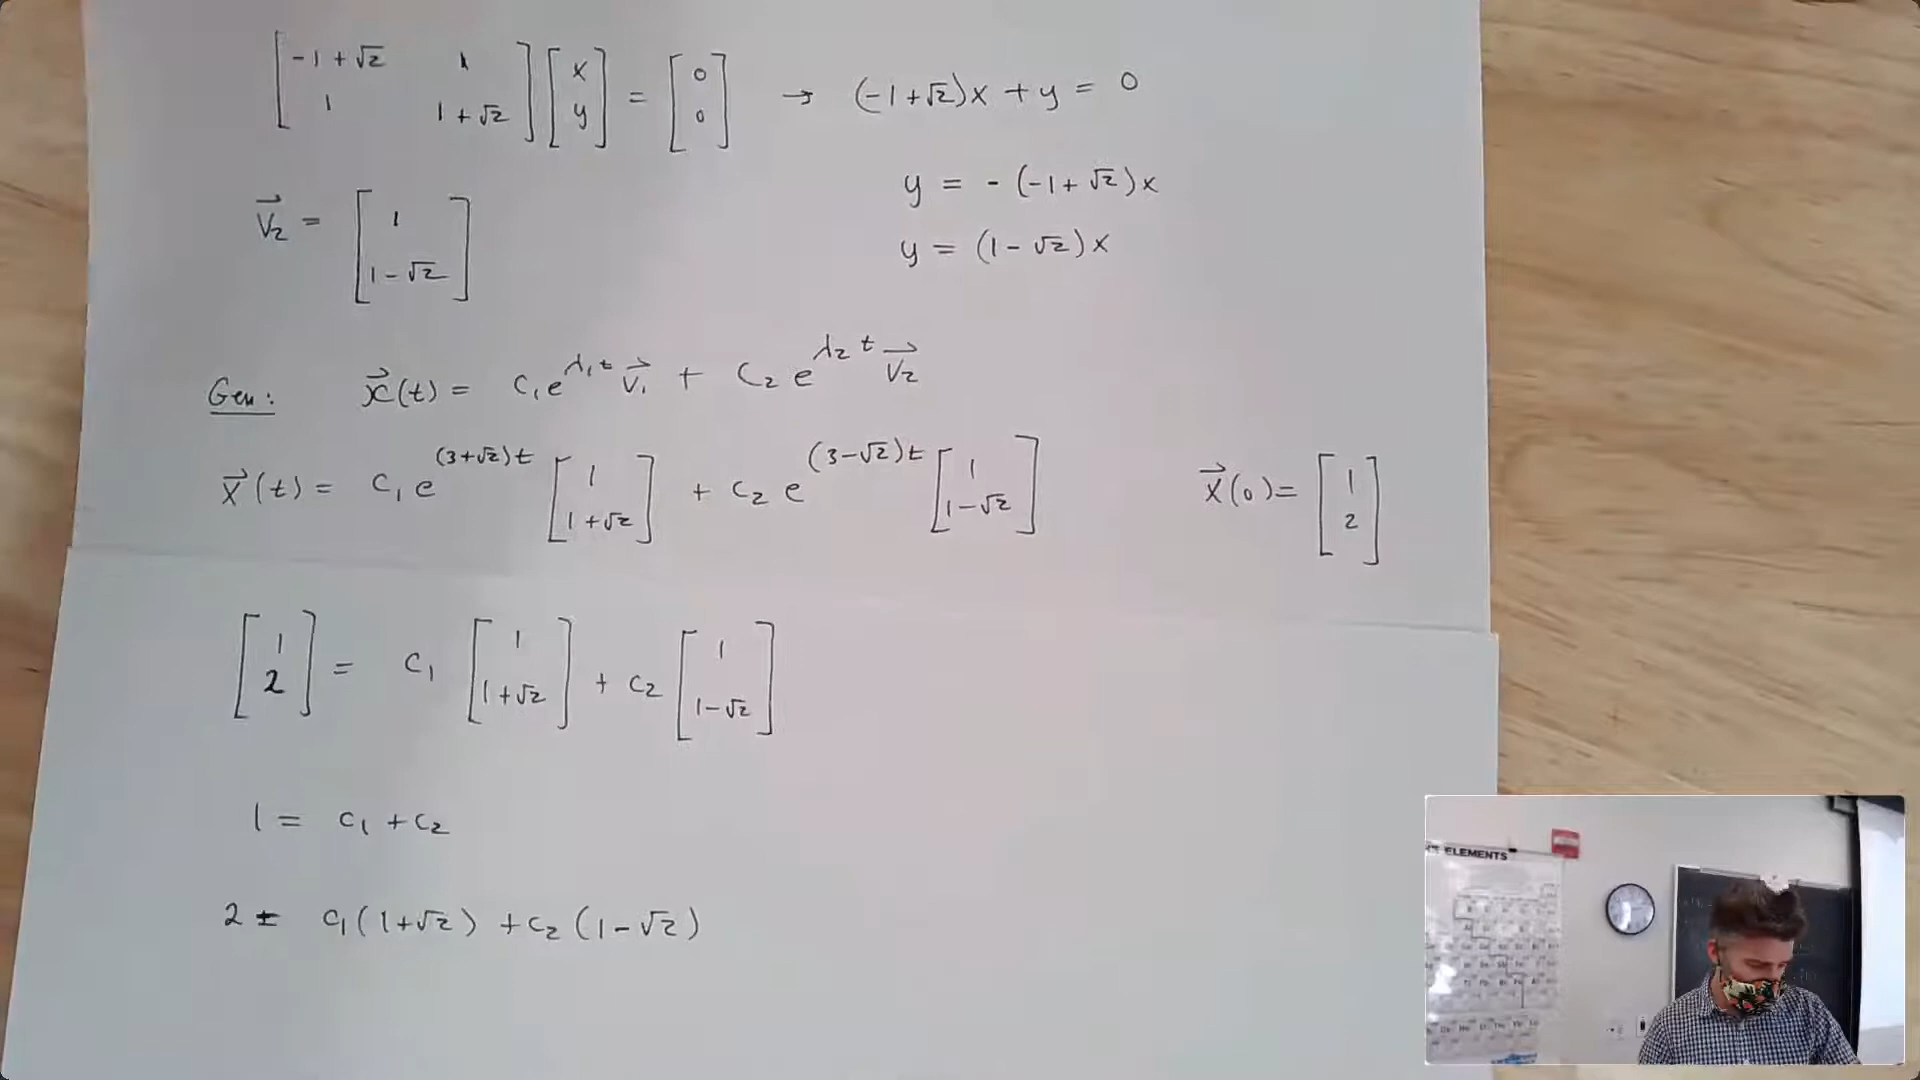 [-1+√2 1; 1 1+√2] [x; y] = [0; 0] → (-1+√2)x + y = 0
y = -(-1+√2)x
V⃗2 = [1; 1-√2]
y = (1-√2)x
Gen: x⃗(t) = c1e^(λ1t) v⃗1 + c2e^(λ2t) v⃗2
x⃗(t) = c1e^((3+√2)t) [1; 1+√2] + c2e^((3-√2)t) [1; 1-√2] x⃗(0) = [1; 2]
[1; 2] = c1 [1; 1+√2] + c2 [1; 1-√2]
1 = c1 + c2
2 = c1(1+√2) + c2(1-√2)
ELEMENTS